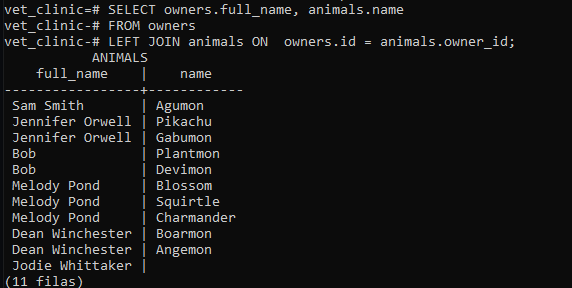 vet_clinic=# SELECT owners.full_name, animals.name
vet_clinic-# FROM owners
vet_clinic-# LEFT JOIN animals ON  owners.id = animals.owner_id;
           ANIMALS
    full_name    |    name
-----------------+------------
 Sam Smith       | Agumon
 Jennifer Orwell | Pikachu
 Jennifer Orwell | Gabumon
 Bob             | Plantmon
 Bob             | Devimon
 Melody Pond     | Blossom
 Melody Pond     | Squirtle
 Melody Pond     | Charmander
 Dean Winchester | Boarmon
 Dean Winchester | Angemon
 Jodie Whittaker |
(11 filas)